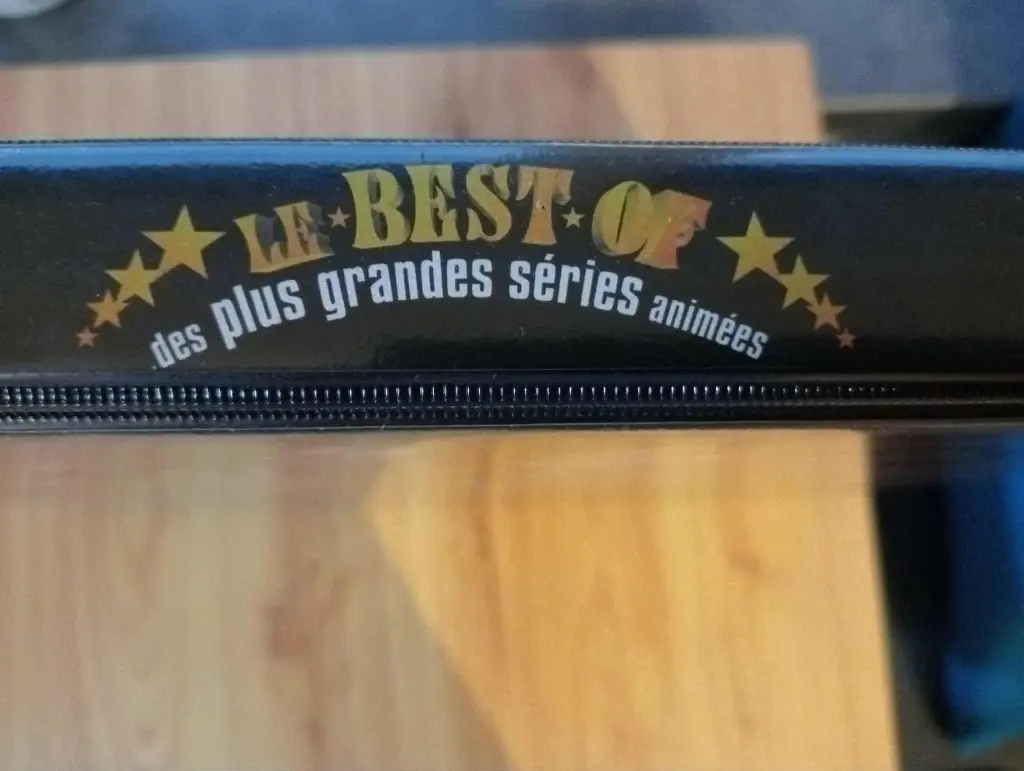 LE BEST OF
des plus grandes séries animées